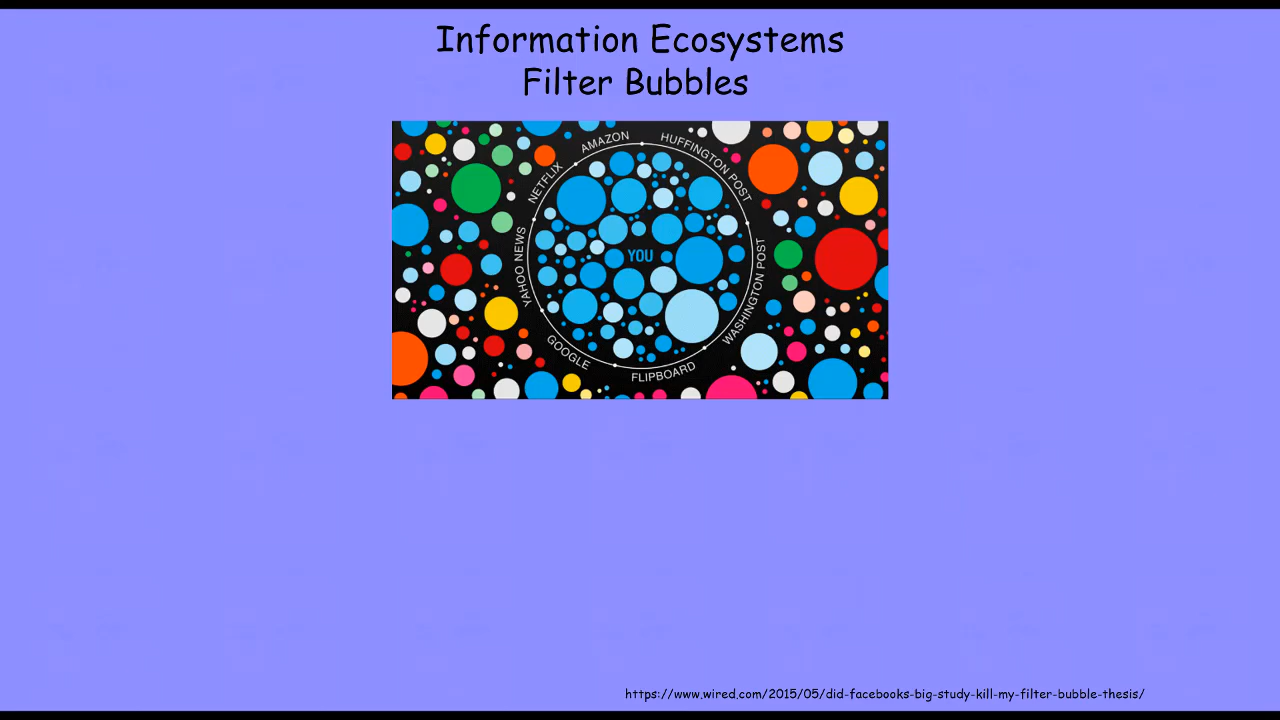 Information Ecosystems
Filter Bubbles
AMAZON
HUFFINGTON POST
NETFLIX
YAHOO NEWS
YOU
WASHINGTON POST
GOOGLE
FLIPBOARD
https://www.wired.com/2015/05/did-facebooks-big-study-kill-my-filter-bubble-thesis/